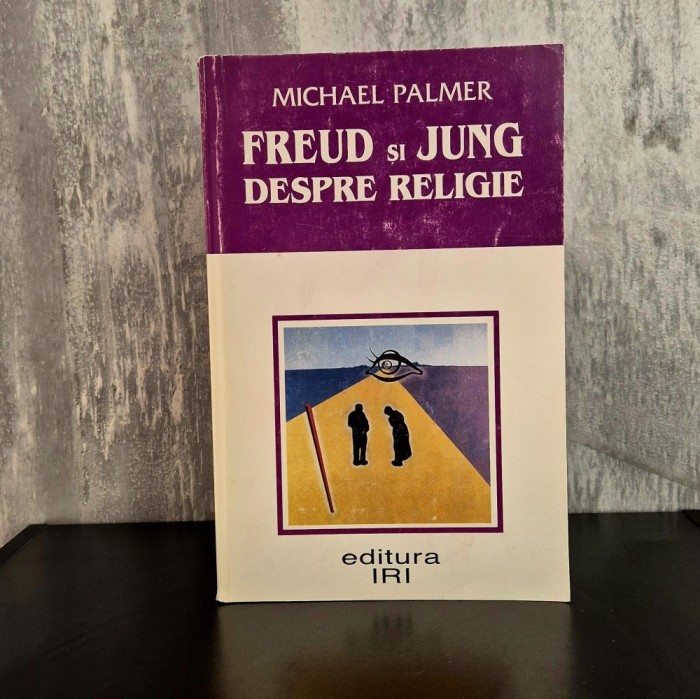 MICHAEL PALMER
FREUD ȘI JUNG
DESPRE RELIGIE
editura
IRI